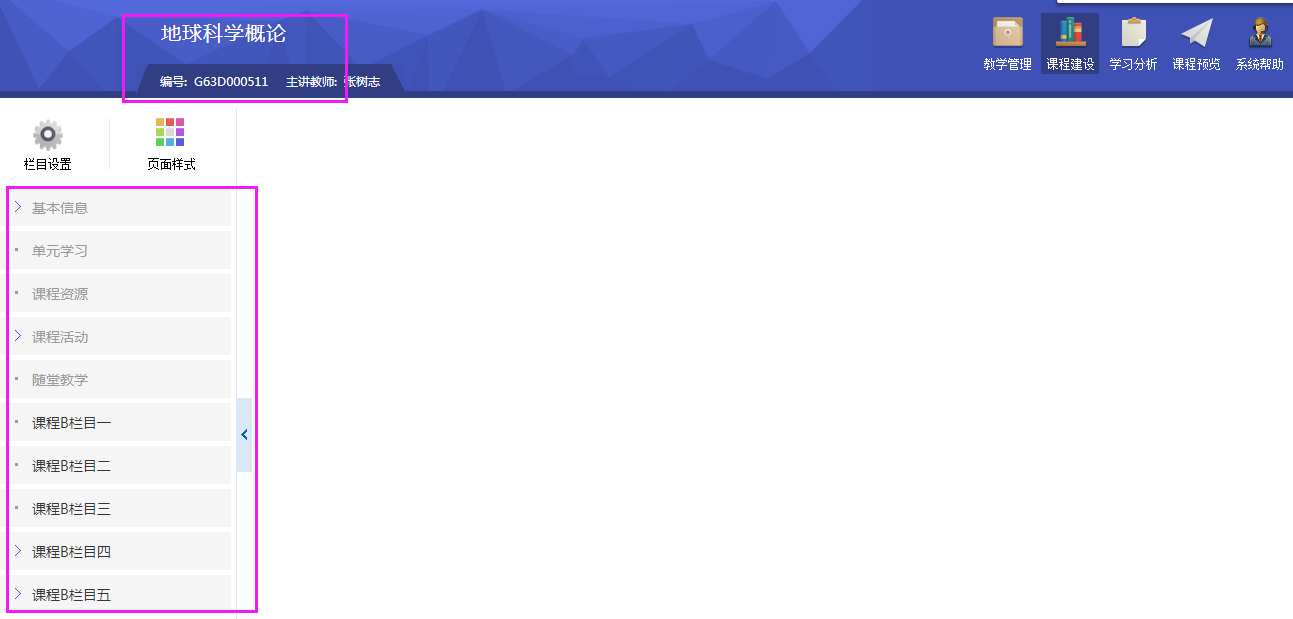 地球科学概论
编号: G63D000511 主讲教师: 张树志
教学管理 课程建设 学习分析 课程预览 系统帮助
栏目设置 页面样式
基本信息
单元学习
课程资源
课程活动
随堂教学
课程B栏目一
课程B栏目二
课程B栏目三
课程B栏目四
课程B栏目五